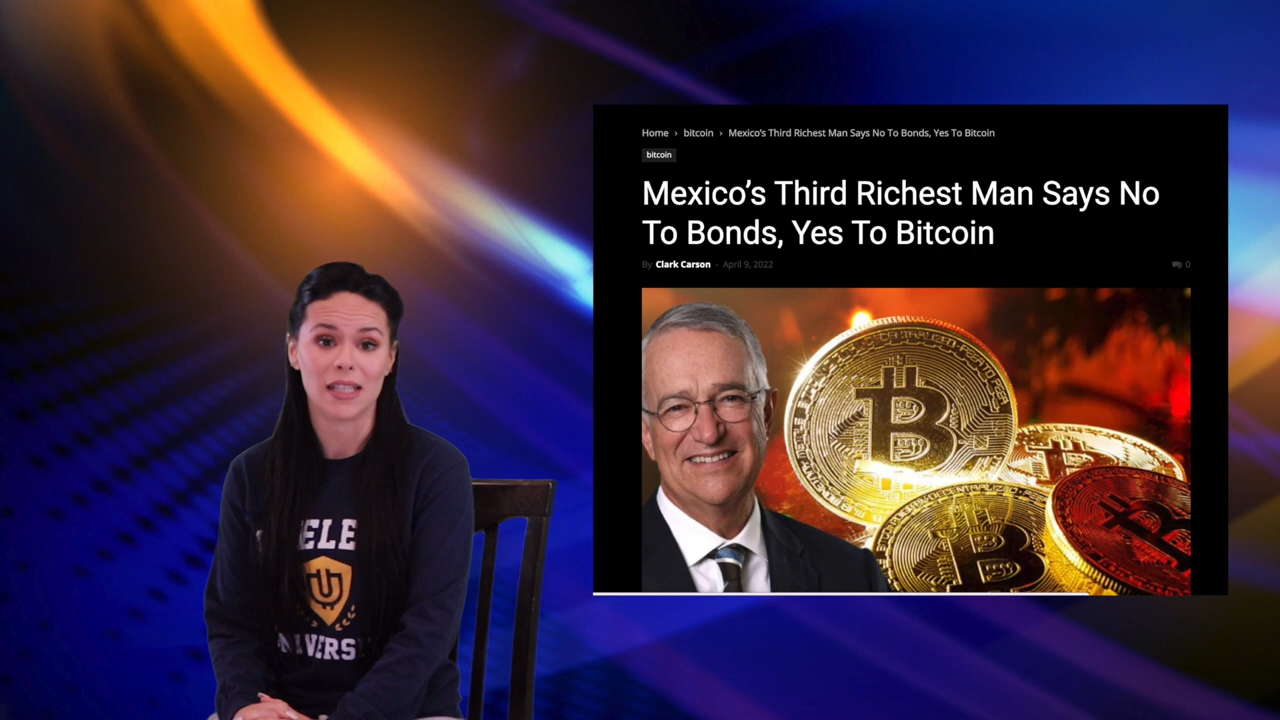 Home › bitcoin › Mexico’s Third Richest Man Says No To Bonds, Yes To Bitcoin
bitcoin
Mexico’s Third Richest Man Says No
To Bonds, Yes To Bitcoin
By Clark Carson - April 9, 2022
0
ELE